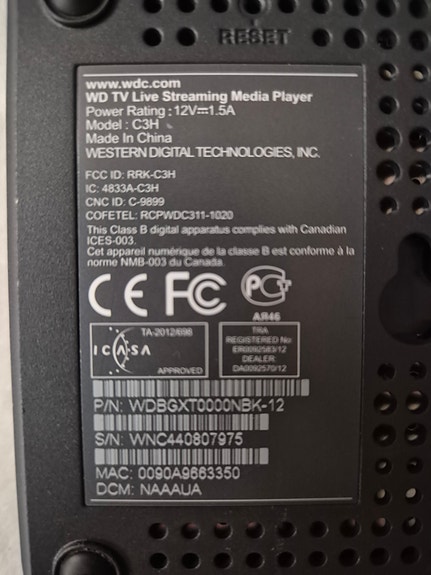 RESET
www.wdc.com
WD TV Live Streaming Media Player
Power Rating : 12V⎓1.5A
Model : C3H
Made In China
WESTERN DIGITAL TECHNOLOGIES, INC.
FCC ID: RRK-C3H
IC: 4833A-C3H
CNC ID: C-9899
COFETEL: RCPWDC311-1020
This Class B digital apparatus complies with Canadian
ICES-003.
Cet appareil numérique de la classe B est conforme à la
norme NMB-003 du Canada.
CE FC PCT
AR46
TA-2012/698
ICASA
APPROVED
TRA
REGISTERED No:
ER0092583/12
DEALER:
DA0092570/12
P/N: WDBGXT0000NBK-12
S/N: WNC440807975
MAC: 0090A9663350
DCM: NAAAUA